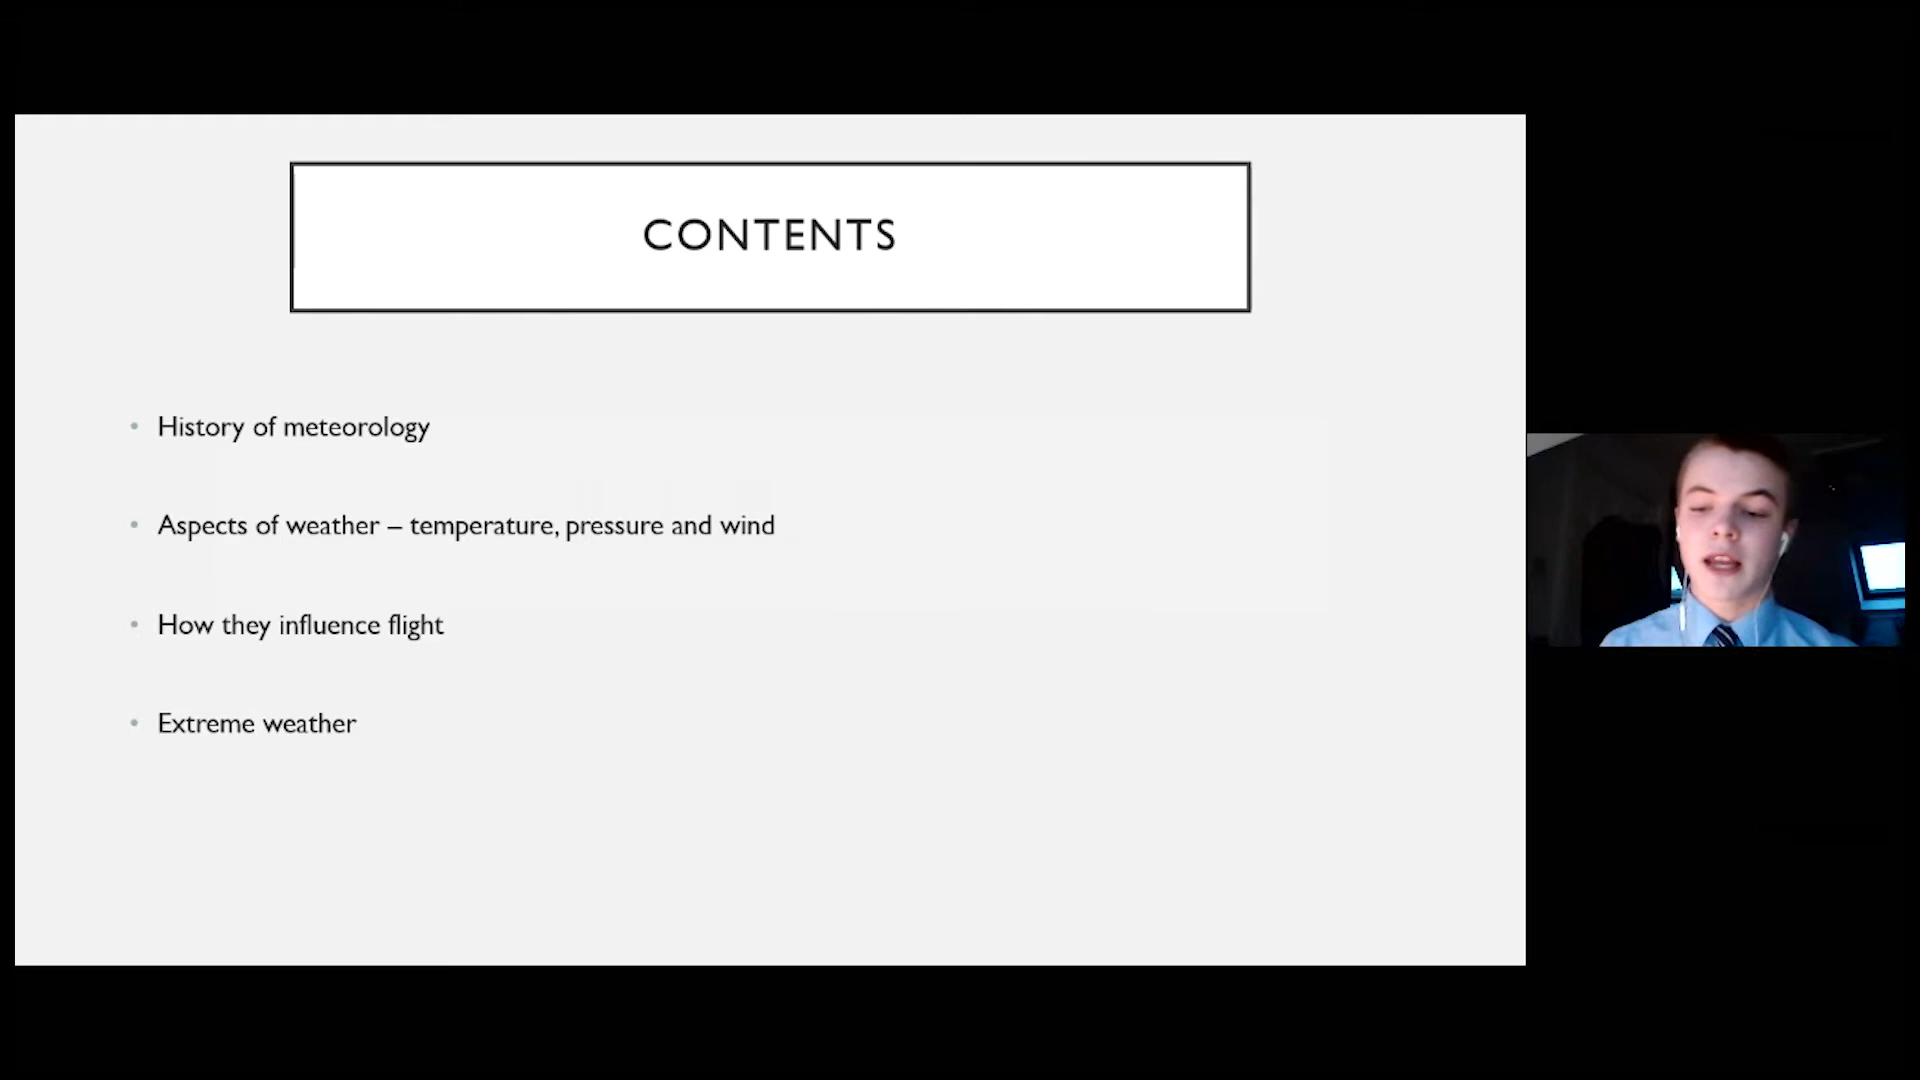 CONTENTS
• History of meteorology
• Aspects of weather – temperature, pressure and wind
• How they influence flight
• Extreme weather